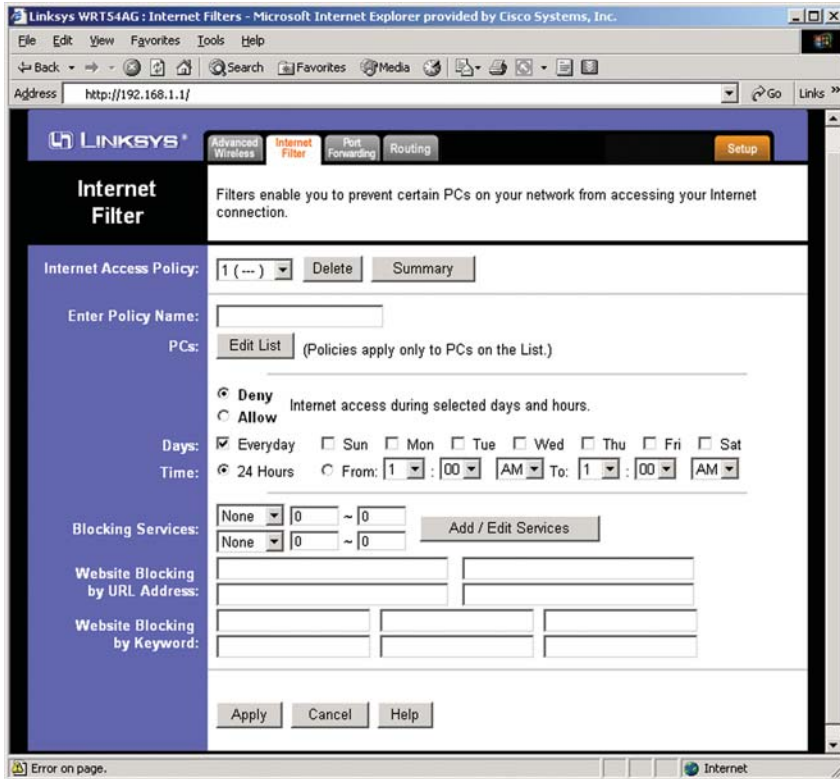 Linksys WRT54AG : Internet Filters - Microsoft Internet Explorer provided by Cisco Systems, Inc.
File Edit View Favorites Tools Help
Back Search Favorites Media
Address http://192.168.1.1/ Go Links »
LINKSYS®
Advanced Wireless
Internet Filter
Port Forwarding
Routing
Setup
Internet Filter
Filters enable you to prevent certain PCs on your network from accessing your Internet
connection.
Internet Access Policy: 1 ( --- ) Delete Summary
Enter Policy Name:
PCs: Edit List (Policies apply only to PCs on the List.)
Deny
Allow
Internet access during selected days and hours.
Days: Everyday Sun Mon Tue Wed Thu Fri Sat
Time: 24 Hours From: 1 : 00 AM To: 1 : 00 AM
Blocking Services:
None 0 ~ 0
None 0 ~ 0
Add / Edit Services
Website Blocking
by URL Address:
Website Blocking
by Keyword:
Apply Cancel Help
Error on page. Internet